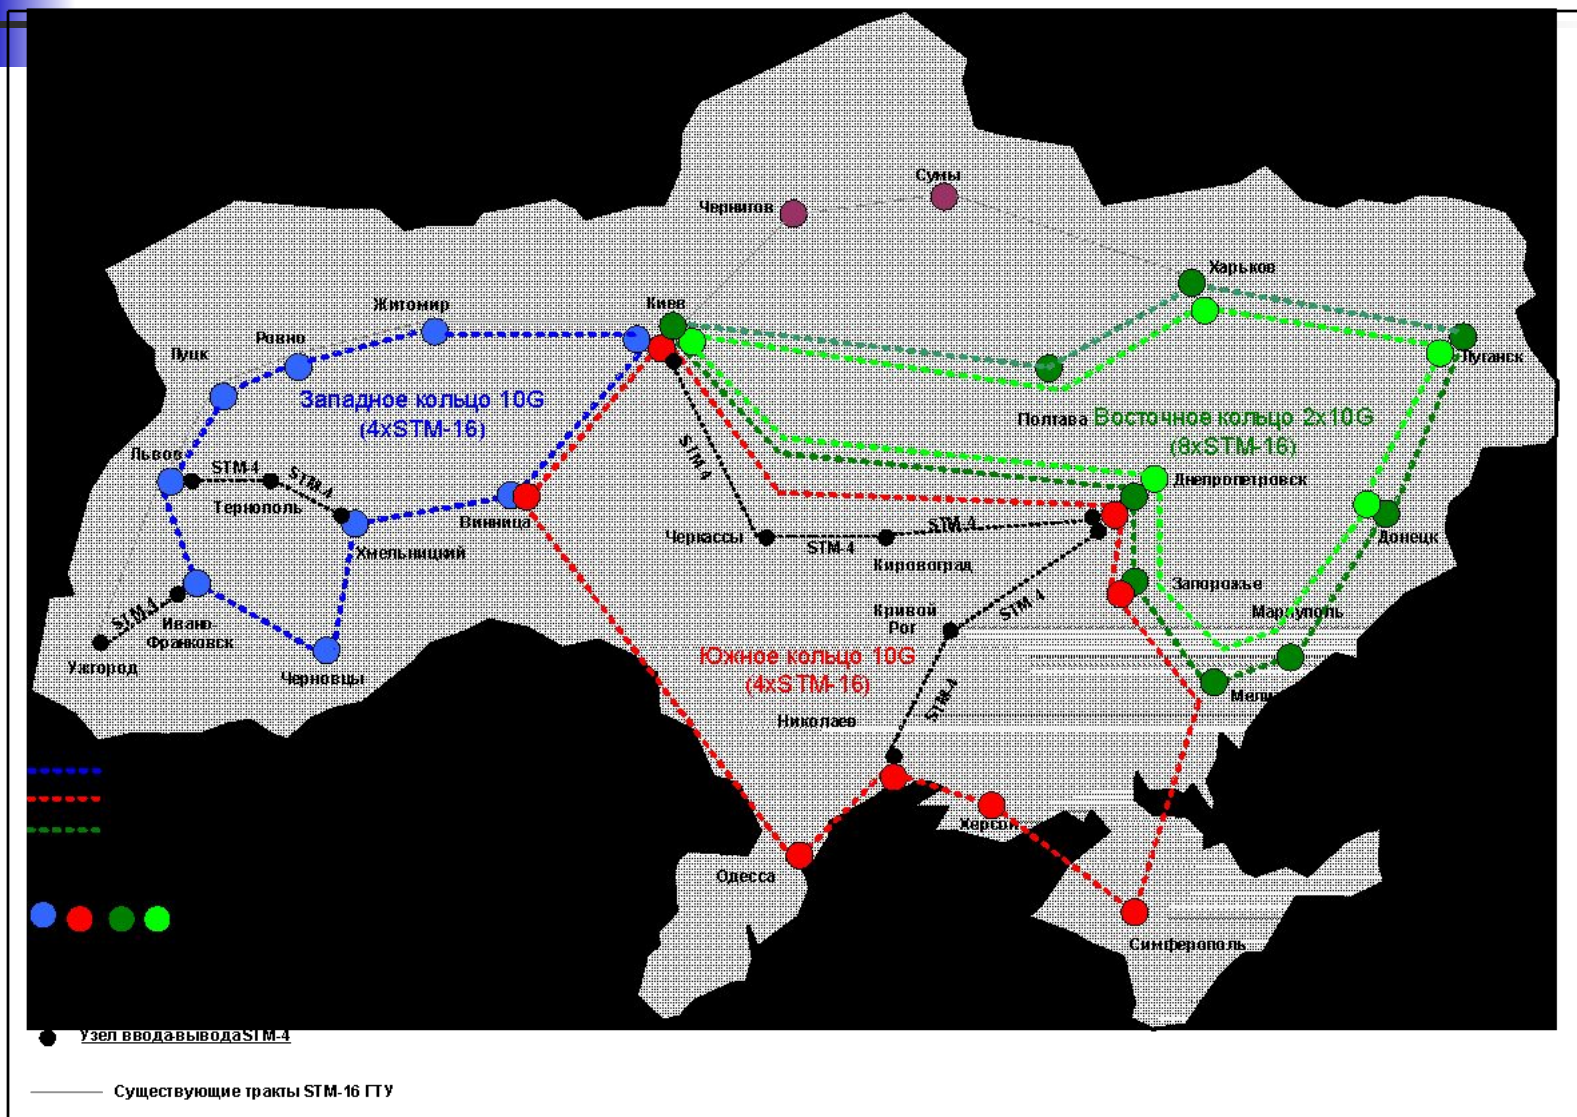 Сумы
Чернигов
Харьков
Киев
Житомир
Ровно
Луцк
Луганск
Западное кольцо 10G
(4xSTM-16)
Полтава
Восточное кольцо 2x10G
(8xSTM-16)
Львов
STM-4
STM-4
STM-4
Тернополь
Винница
Днепропетровск
Хмельницкий
Черкассы
STM-4
STM-4
Донецк
Кировоград
Запорожье
STM-4
STM-4
Кривой
Рог
Мариуполь
Ивано
Франковск
Ужгород
Черновцы
Южное кольцо 10G
(4xSTM-16)
STM-4
Мели
Николаев
Херсон
Одесса
Симферополь
Узел ввода-вывода STM-4
Существующие тракты STM-16 ГТУ